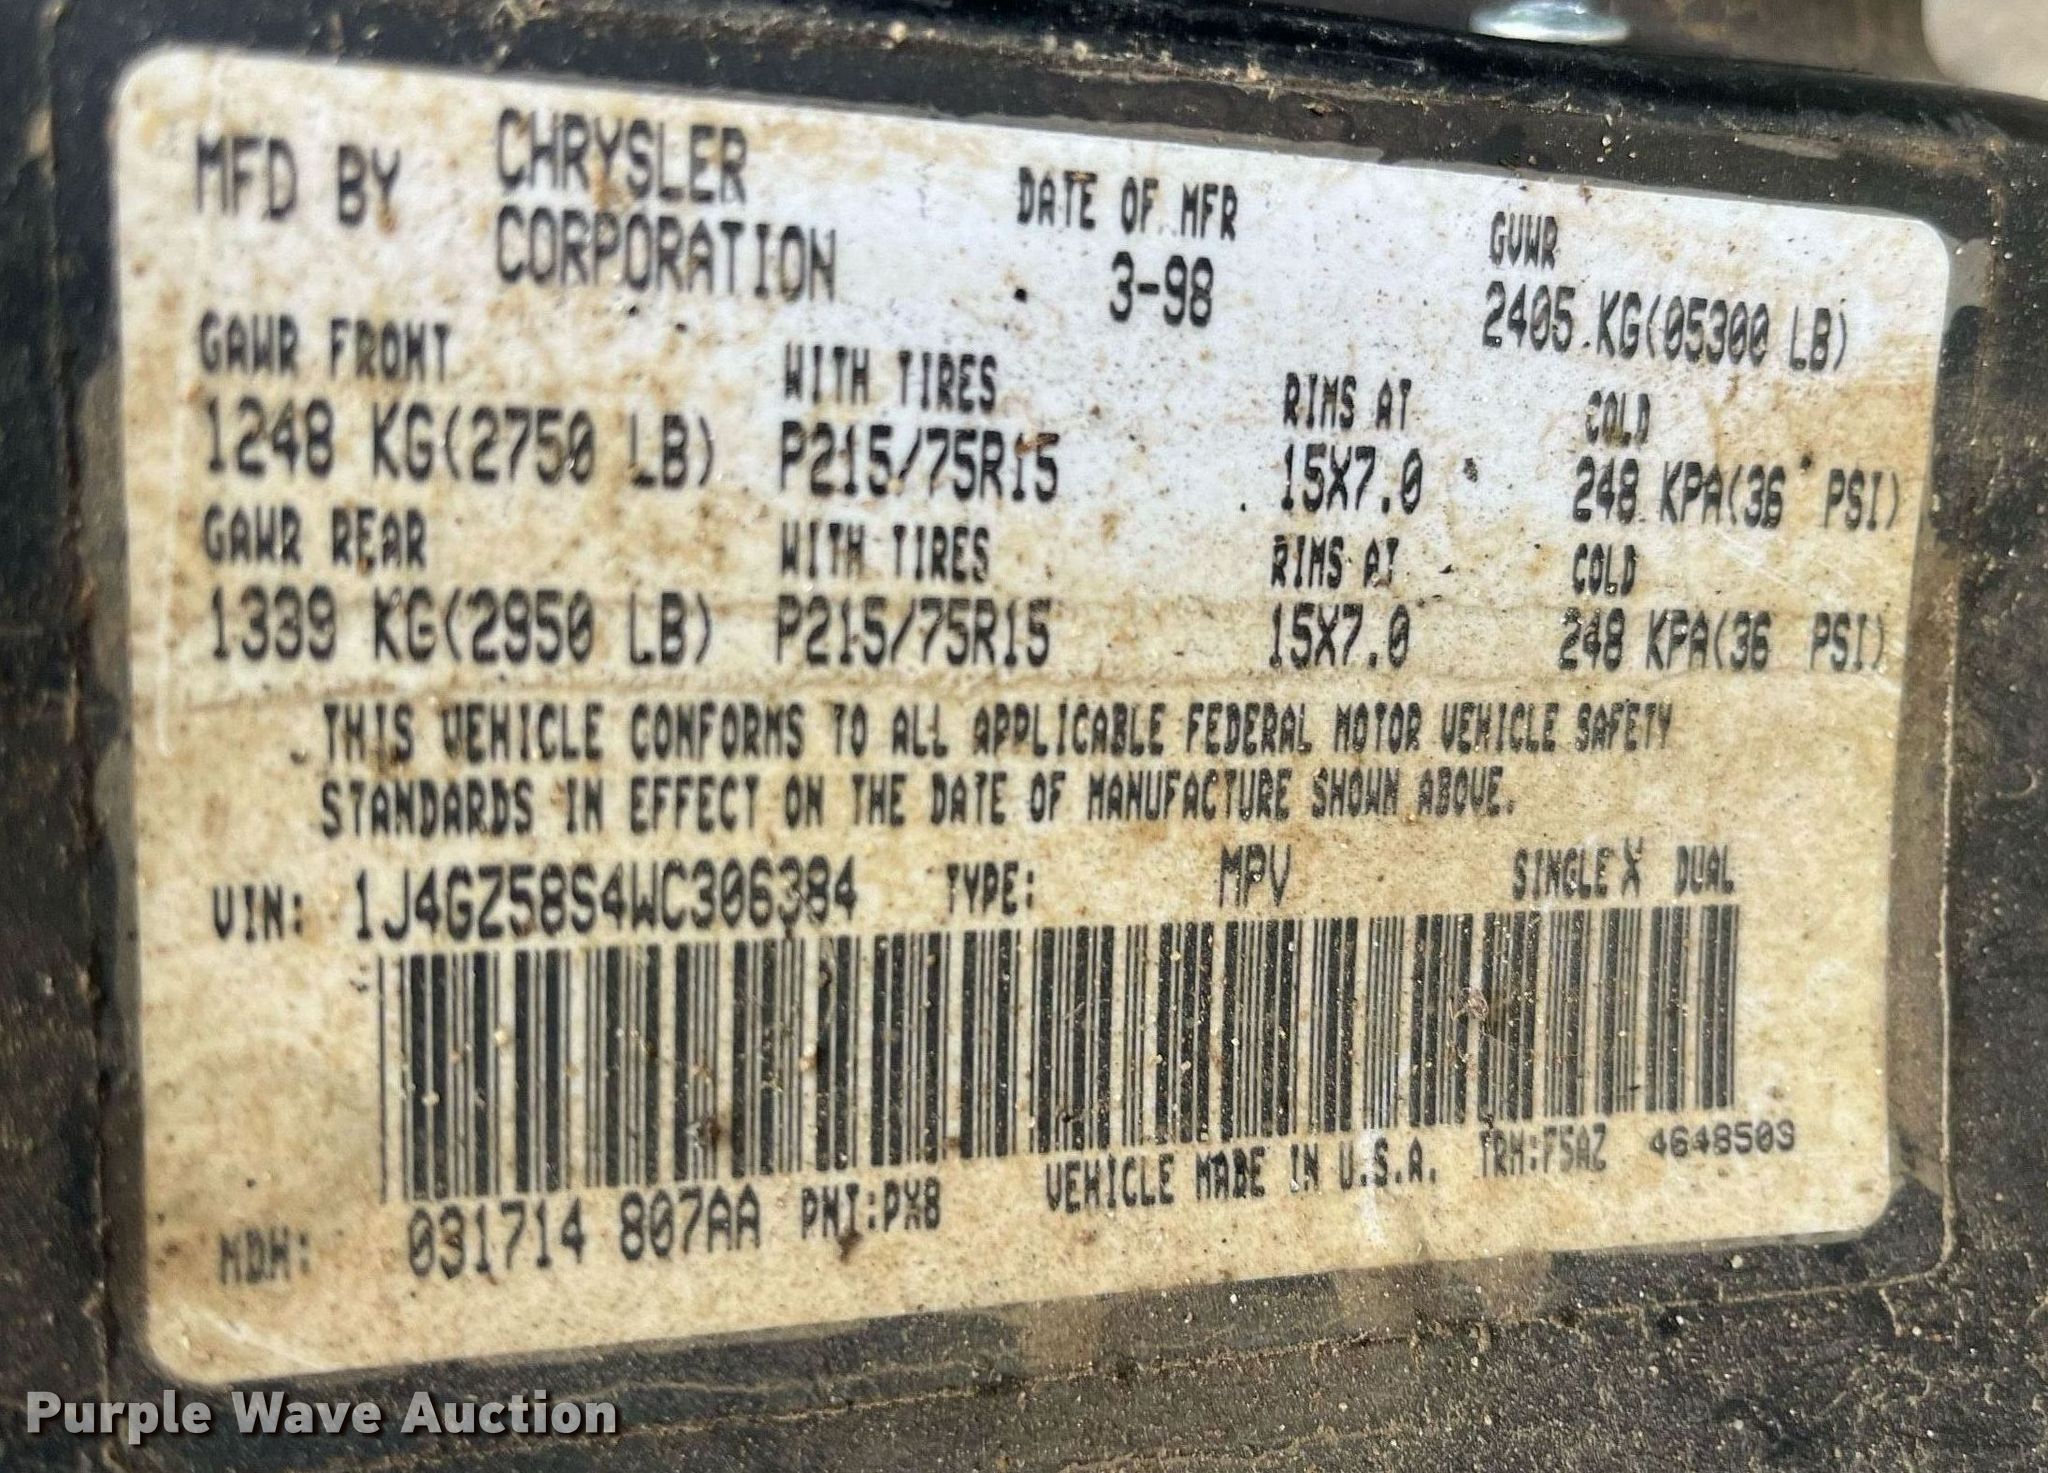 MFD BY CHRYSLER CORPORATION DATE OF MFR 3-98 GVWR 2405 KG(05300 LB)
GAWR FRONT WITH TIRES RIMS AT COLD
1248 KG(2750 LB) P215/75R15 15X7.0 248 KPA(36 PSI)
GAWR REAR WITH TIRES RIMS AT COLD
1339 KG(2950 LB) P215/75R15 15X7.0 248 KPA(36 PSI)
THIS VEHICLE CONFORMS TO ALL APPLICABLE FEDERAL MOTOR VEHICLE SAFETY
STANDARDS IN EFFECT ON THE DATE OF MANUFACTURE SHOWN ABOVE.
VIN: 1J4GZ58S4WC306384 TYPE: MPV SINGLE X DUAL
MDH: 031714 807AA PNT:PX8 VEHICLE MADE IN U.S.A. TRM:F5AZ 4648503
Purple Wave Auction